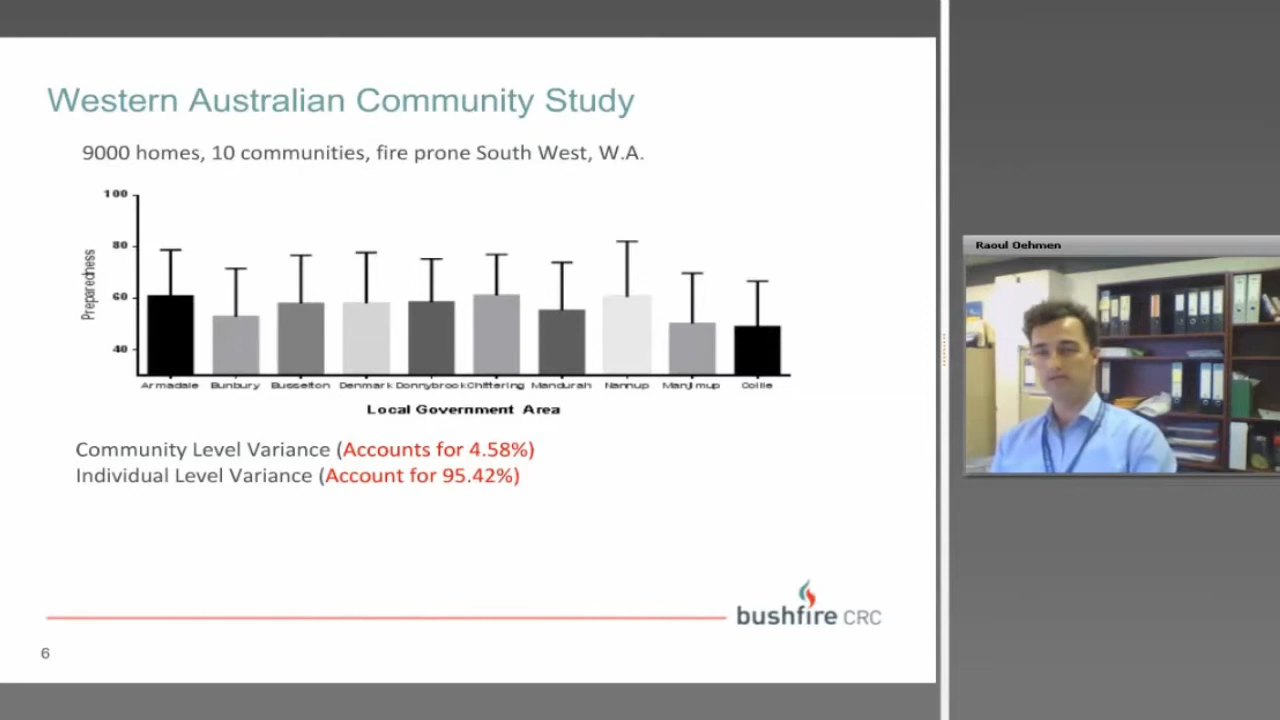 Western Australian Community Study
9000 homes, 10 communities, fire prone South West, W.A.
100
80
60
40
Preparedness
Armadale Bunbury Busselton Denmark Donnybrook Chittering Mandurah Nannup Manjimup Collie
Local Government Area
Community Level Variance (Accounts for 4.58%)
Individual Level Variance (Account for 95.42%)
bushfire CRC
6
Raoul Oehmen